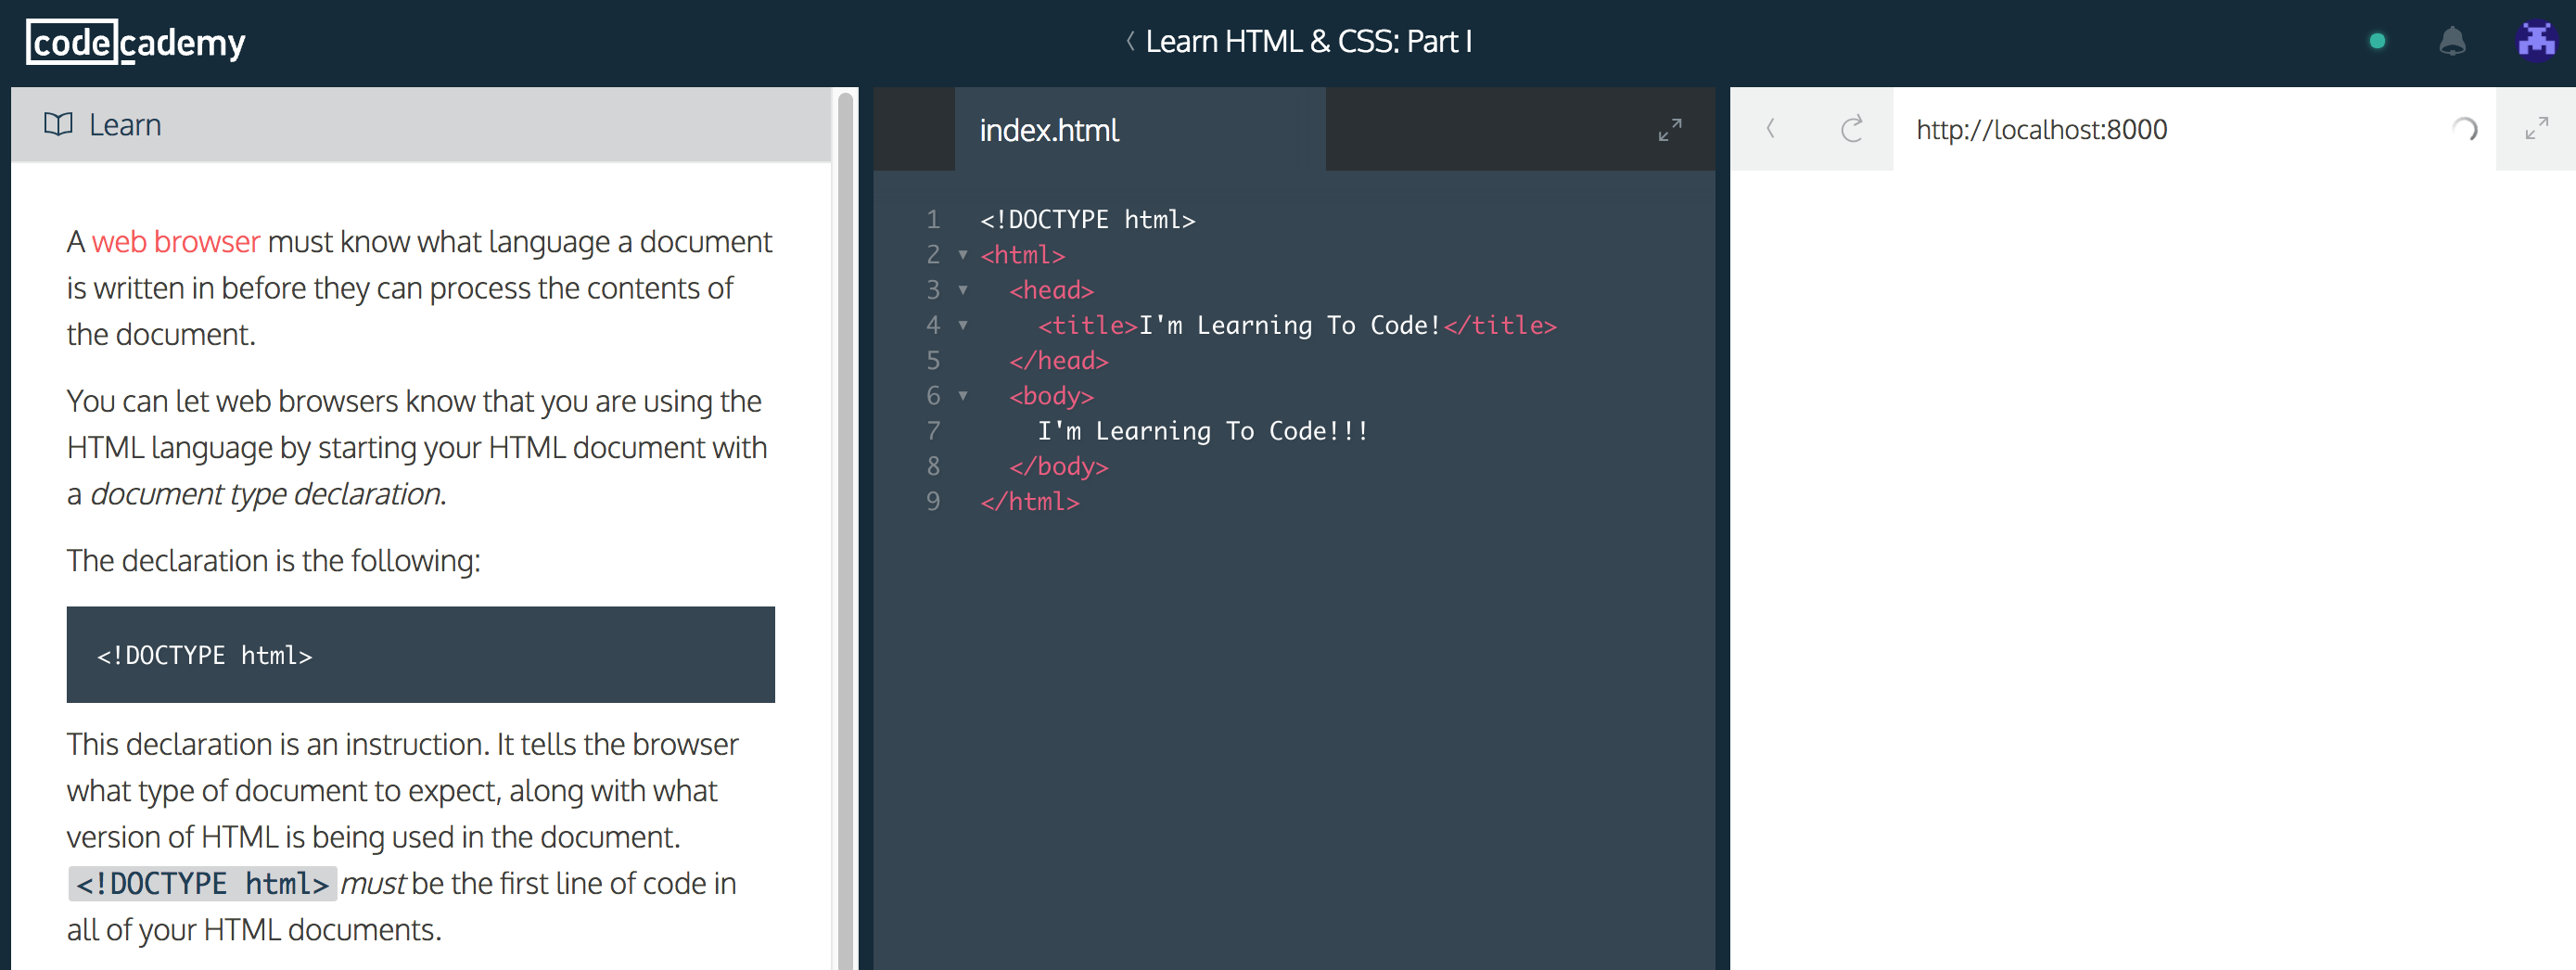 codecademy
Learn HTML & CSS: Part I
Learn
A web browser must know what language a document
is written in before they can process the contents of
the document.
You can let web browsers know that you are using the
HTML language by starting your HTML document with
a document type declaration.
The declaration is the following:
<!DOCTYPE html>
This declaration is an instruction. It tells the browser
what type of document to expect, along with what
version of HTML is being used in the document.
<!DOCTYPE html> must be the first line of code in
all of your HTML documents.
index.html
1 <!DOCTYPE html>
2 <html>
3 <head>
4 <title>I'm Learning To Code!</title>
5 </head>
6 <body>
7 I'm Learning To Code!!!
8 </body>
9 </html>
http://localhost:8000